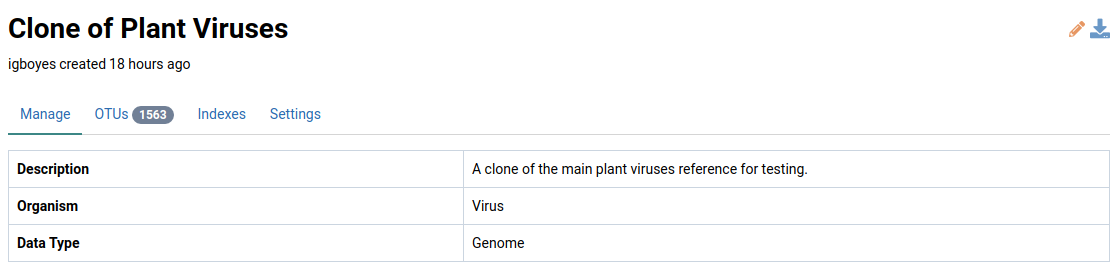 Clone of Plant Viruses
igboyes created 18 hours ago
Manage OTUs 1563 Indexes Settings
Description A clone of the main plant viruses reference for testing.
Organism Virus
Data Type Genome